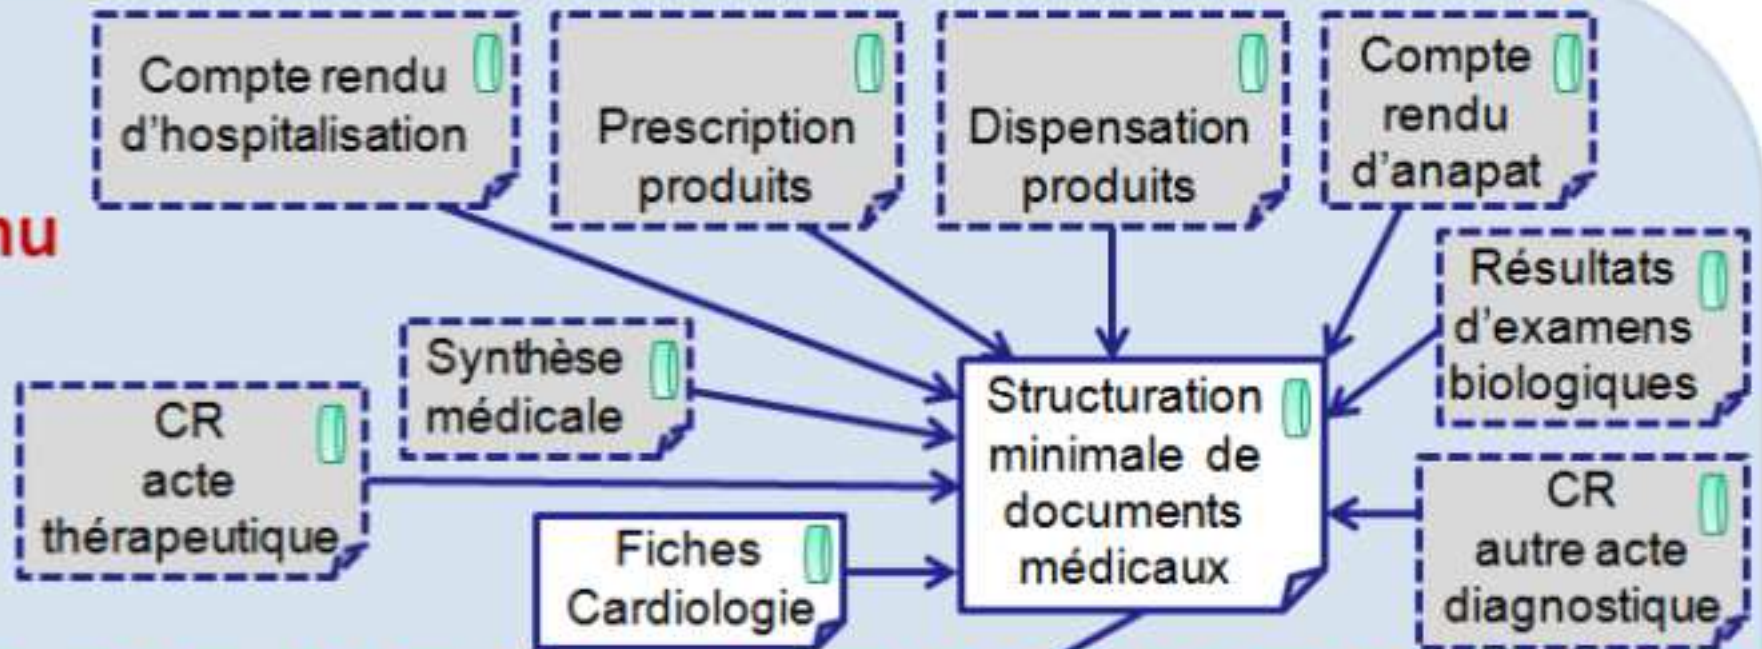 Compte rendu
d'hospitalisation
Prescription
produits
Dispensation
produits
Compte
rendu
d'anapat
nu
Résultats
d'examens
biologiques
Synthèse
médicale
CR
acte
thérapeutique
Structuration
minimale de
documents
médicaux
Fiches
Cardiologie
CR
autre acte
diagnostique